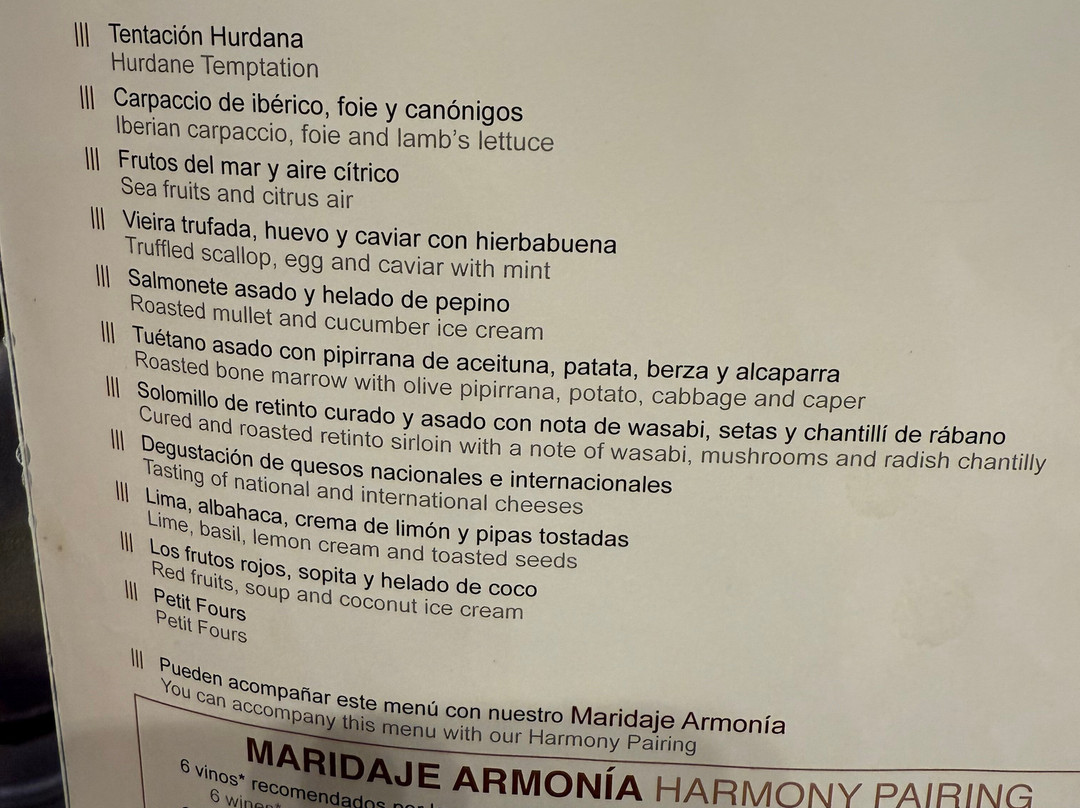 ||| Tentación Hurdana
Hurdane Temptation
||| Carpaccio de ibérico, foie y canónigos
Iberian carpaccio, foie and lamb's lettuce
||| Frutos del mar y aire cítrico
Sea fruits and citrus air
||| Vieira trufada, huevo y caviar con hierbabuena
Truffled scallop, egg and caviar with mint
||| Salmonete asado y helado de pepino
Roasted mullet and cucumber ice cream
||| Tuétano asado con pipirrana de aceituna, patata, berza y alcaparra
Roasted bone marrow with olive pipirrana, potato, cabbage and caper
||| Solomillo de retinto curado y asado con nota de wasabi, setas y chantillí de rábano
Cured and roasted retinto sirloin with a note of wasabi, mushrooms and radish chantilly
||| Degustación de quesos nacionales e internacionales
Tasting of national and international cheeses
||| Lima, albahaca, crema de limón y pipas tostadas
Lime, basil, lemon cream and toasted seeds
||| Los frutos rojos, sopita y helado de coco
Red fruits, soup and coconut ice cream
||| Petit Fours
Petit Fours
||| Pueden acompañar este menú con nuestro Maridaje Armonía
You can accompany this menu with our Harmony Pairing
MARIDAJE ARMONÍA HARMONY PAIRING
6 vinos* recomendados
6 wines*